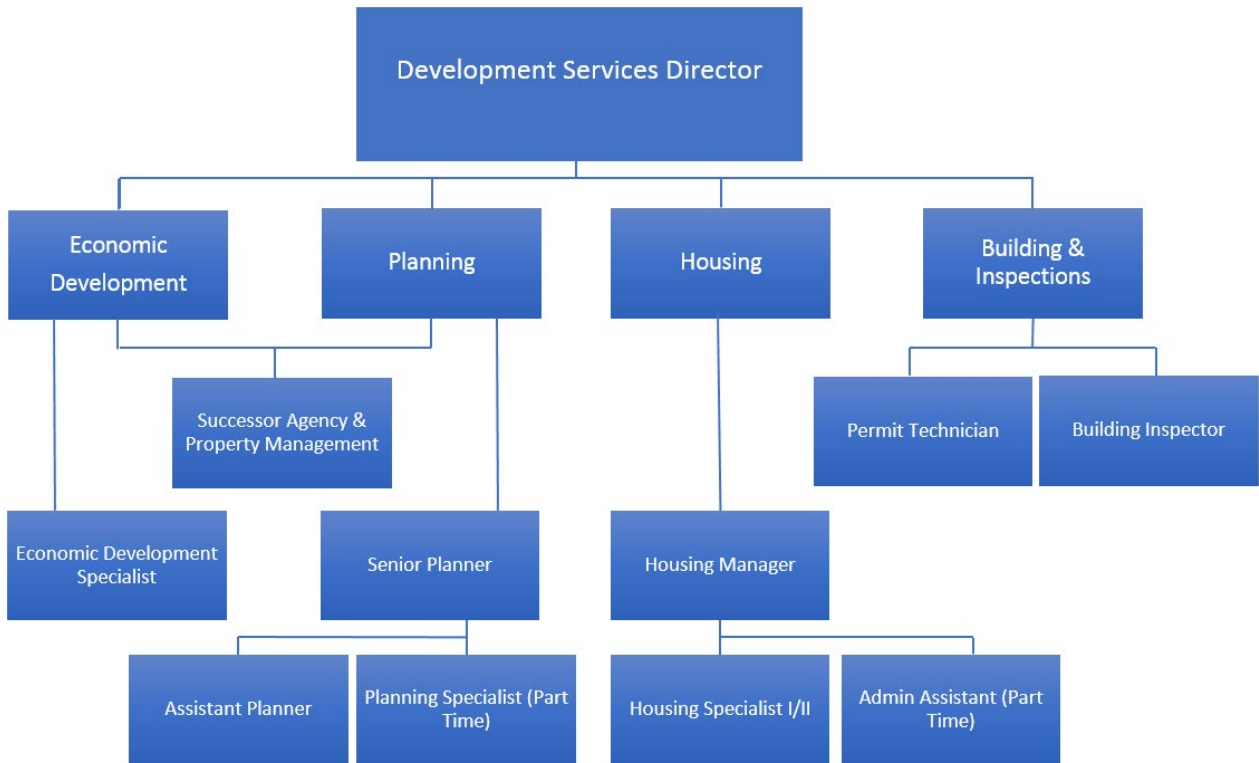 Development Services Director
Economic
Development
Planning
Housing
Building &
Inspections
Successor Agency &
Property Management
Permit Technician
Building Inspector
Economic Development
Specialist
Senior Planner
Housing Manager
Assistant Planner
Planning Specialist (Part
Time)
Housing Specialist I/II
Admin Assistant (Part
Time)